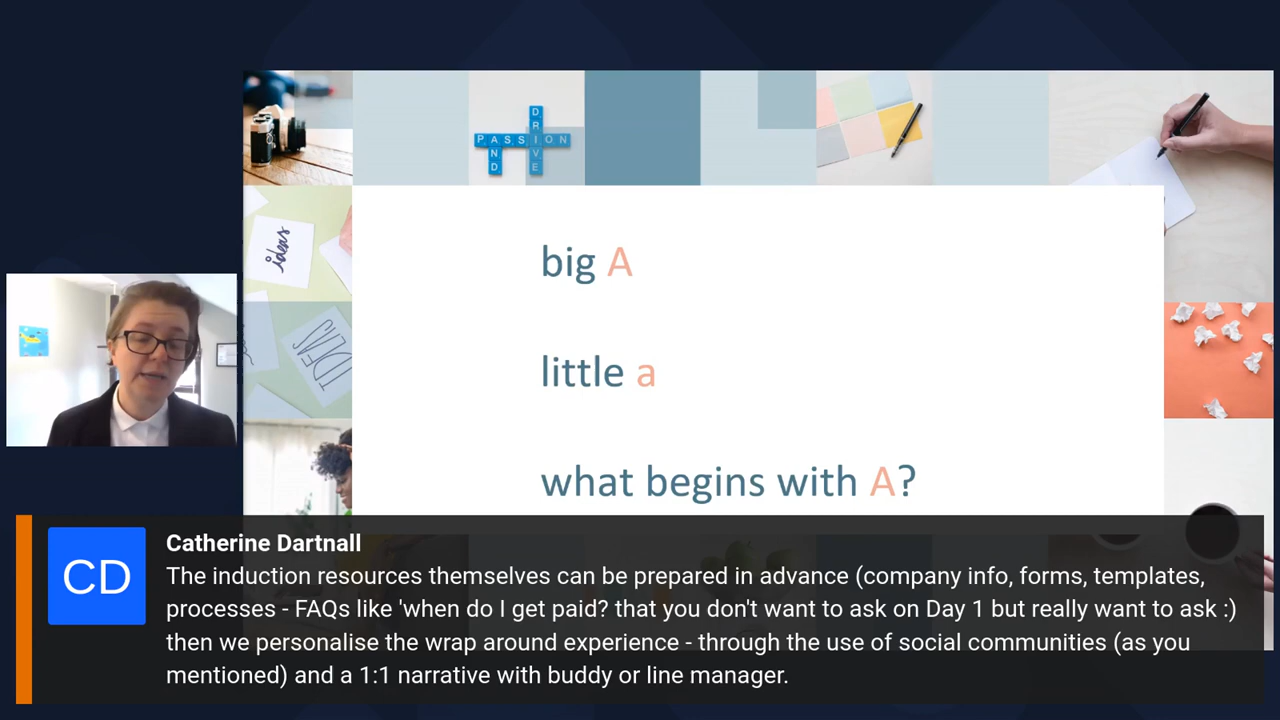 DRIVE
PASSION
AND
ideas
IDEAS
big A
little a
what begins with A?
CD
Catherine Dartnall
The induction resources themselves can be prepared in advance (company info, forms, templates,
processes - FAQs like 'when do I get paid? that you don't want to ask on Day 1 but really want to ask :)
then we personalise the wrap around experience - through the use of social communities (as you
mentioned) and a 1:1 narrative with buddy or line manager.